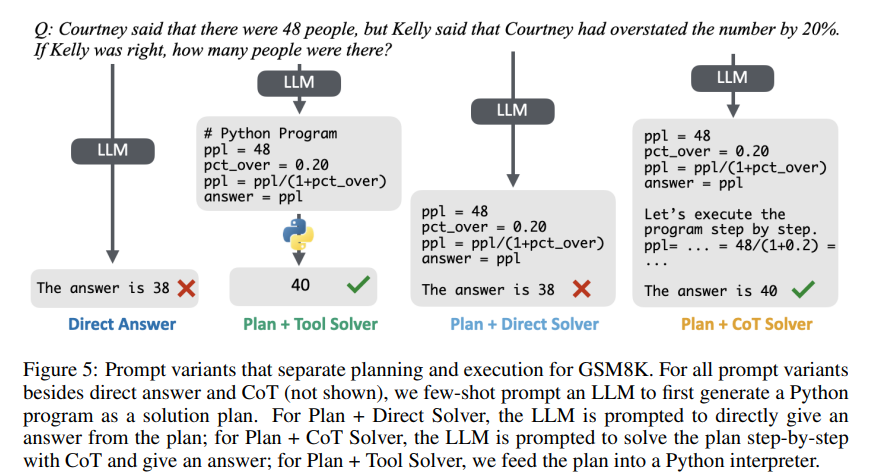 Q: Courtney said that there were 48 people, but Kelly said that Courtney had overstated the number by 20%.
If Kelly was right, how many people were there?
LLM
The answer is 38
Direct Answer
LLM
# Python Program
ppl = 48
pct_over = 0.20
ppl = ppl/(1+pct_over)
answer = ppl
40
Plan + Tool Solver
LLM
ppl = 48
pct_over = 0.20
ppl = ppl/(1+pct_over)
answer = ppl
The answer is 38
Plan + Direct Solver
LLM
ppl = 48
pct_over = 0.20
ppl = ppl/(1+pct_over)
answer = ppl
Let's execute the
program step by step.
ppl= ... = 48/(1+0.2) =
...
The answer is 40
Plan + CoT Solver
Figure 5: Prompt variants that separate planning and execution for GSM8K. For all prompt variants
besides direct answer and CoT (not shown), we few-shot prompt an LLM to first generate a Python
program as a solution plan. For Plan + Direct Solver, the LLM is prompted to directly give an
answer from the plan; for Plan + CoT Solver, the LLM is prompted to solve the plan step-by-step
with CoT and give an answer; for Plan + Tool Solver, we feed the plan into a Python interpreter.